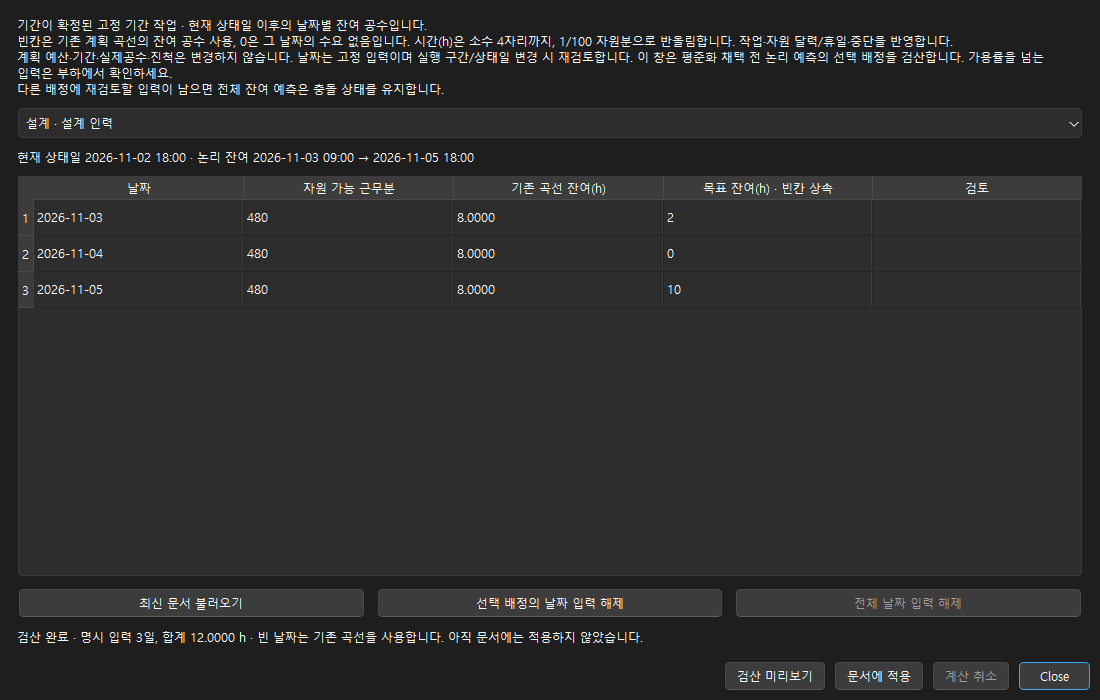 기간이 확정된 고정 기간 작업 · 현재 상태일 이후의 날짜별 잔여 공수입니다.
빈칸은 기존 계획 곡선의 잔여 공수 사용, 0은 그 날짜의 수요 없음입니다. 시간(h)은 소수 4자리까지, 1/100 자원분으로 반올림합니다. 작업·자원 달력/휴일·중단을 반영합니다.
계획 예산·기간·실제공수·진척은 변경하지 않습니다. 날짜는 고정 입력이며 실행 구간/상태일 변경 시 재검토합니다. 이 창은 평준화 채택 전 논리 예측의 선택 배정을 검산합니다. 가용률을 넘는
입력은 부하에서 확인하세요.
다른 배정에 재검토할 입력이 남으면 전체 잔여 예측은 충돌 상태를 유지합니다.
설계 · 설계 인력
현재 상태일 2026-11-02 18:00 · 논리 잔여 2026-11-03 09:00 → 2026-11-05 18:00
날짜 자원 가능 근무분 기존 곡선 잔여(h) 목표 잔여(h) · 빈칸 상속 검토
1 2026-11-03 480 8.0000 2
2 2026-11-04 480 8.0000 0
3 2026-11-05 480 8.0000 10
최신 문서 불러오기 선택 배정의 날짜 입력 해제 전체 날짜 입력 해제
검산 완료 · 명시 입력 3일, 합계 12.0000 h · 빈 날짜는 기존 곡선을 사용합니다. 아직 문서에는 적용하지 않았습니다.
검산 미리보기 문서에 적용 계산 취소 Close